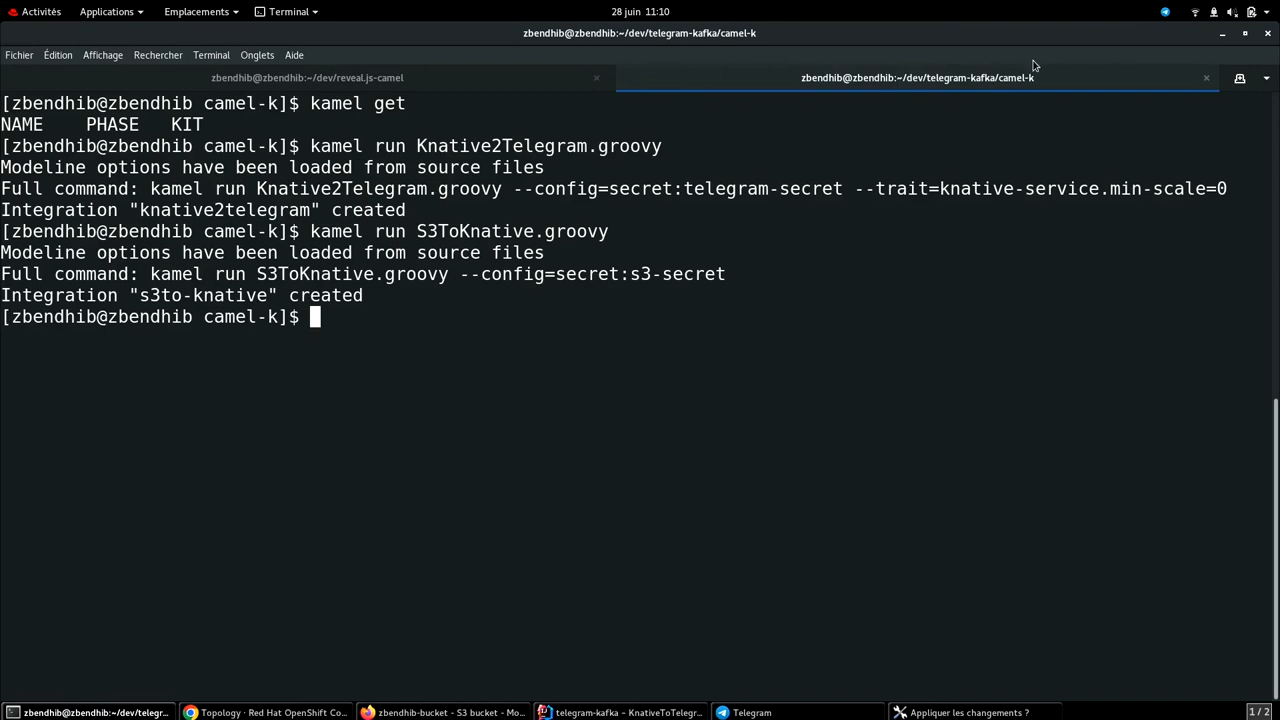 Activités Applications Emplacements Terminal 28 juin 11:10
zbendhib@zbendhib:~/dev/telegram-kafka/camel-k
Fichier Édition Affichage Rechercher Terminal Onglets Aide
zbendhib@zbendhib:~/dev/reveal.js-camel zbendhib@zbendhib:~/dev/telegram-kafka/camel-k
[zbendhib@zbendhib camel-k]$ kamel get
NAME PHASE KIT
[zbendhib@zbendhib camel-k]$ kamel run Knative2Telegram.groovy
Modeline options have been loaded from source files
Full command: kamel run Knative2Telegram.groovy --config=secret:telegram-secret --trait=knative-service.min-scale=0
Integration "knative2telegram" created
[zbendhib@zbendhib camel-k]$ kamel run S3ToKnative.groovy
Modeline options have been loaded from source files
Full command: kamel run S3ToKnative.groovy --config=secret:s3-secret
Integration "s3to-knative" created
[zbendhib@zbendhib camel-k]$
zbendhib@zbendhib:~/dev/telegr... Topology · Red Hat OpenShift Co... zbendhib-bucket - S3 bucket - Mo... telegram-kafka – KnativeToTelegr... Telegram Appliquer les changements ? 1 / 2